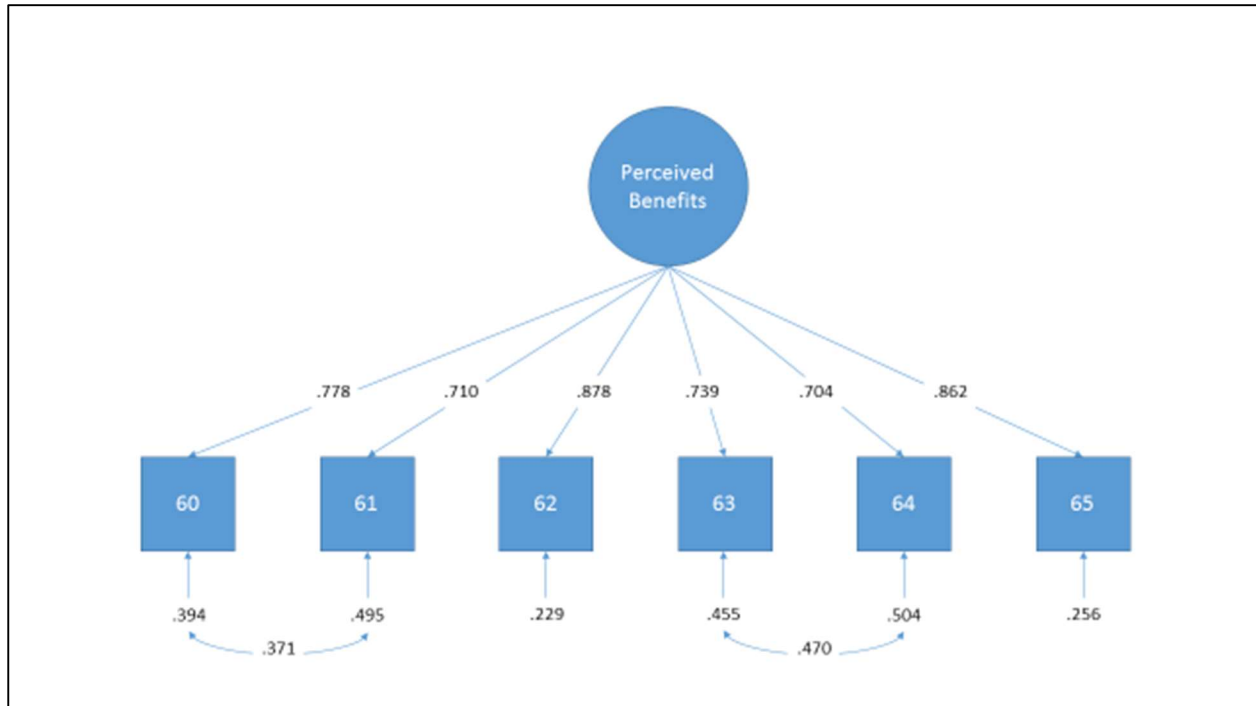 Perceived
Benefits
.778 .710 .878 .739 .704 .862
60 61 62 63 64 65
.394 .495 .229 .455 .504 .256
.371 .470